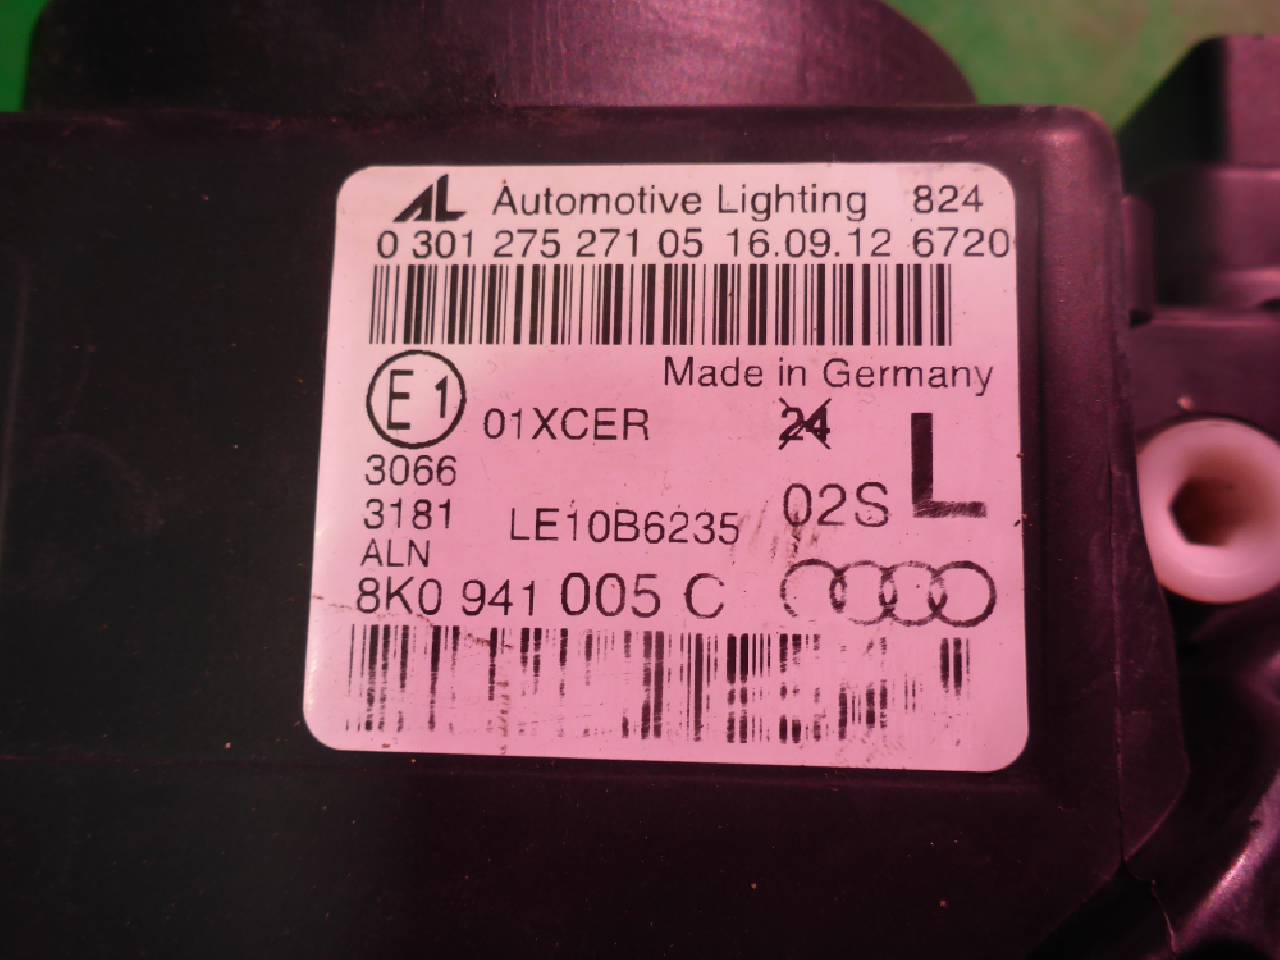 AL Automotive Lighting 824
0 301 275 271 05 16.09.12 6720
Made in Germany
E1 01XCER 24 L
3066
3181 LE10B6235 02S
ALN
8K0 941 005 C